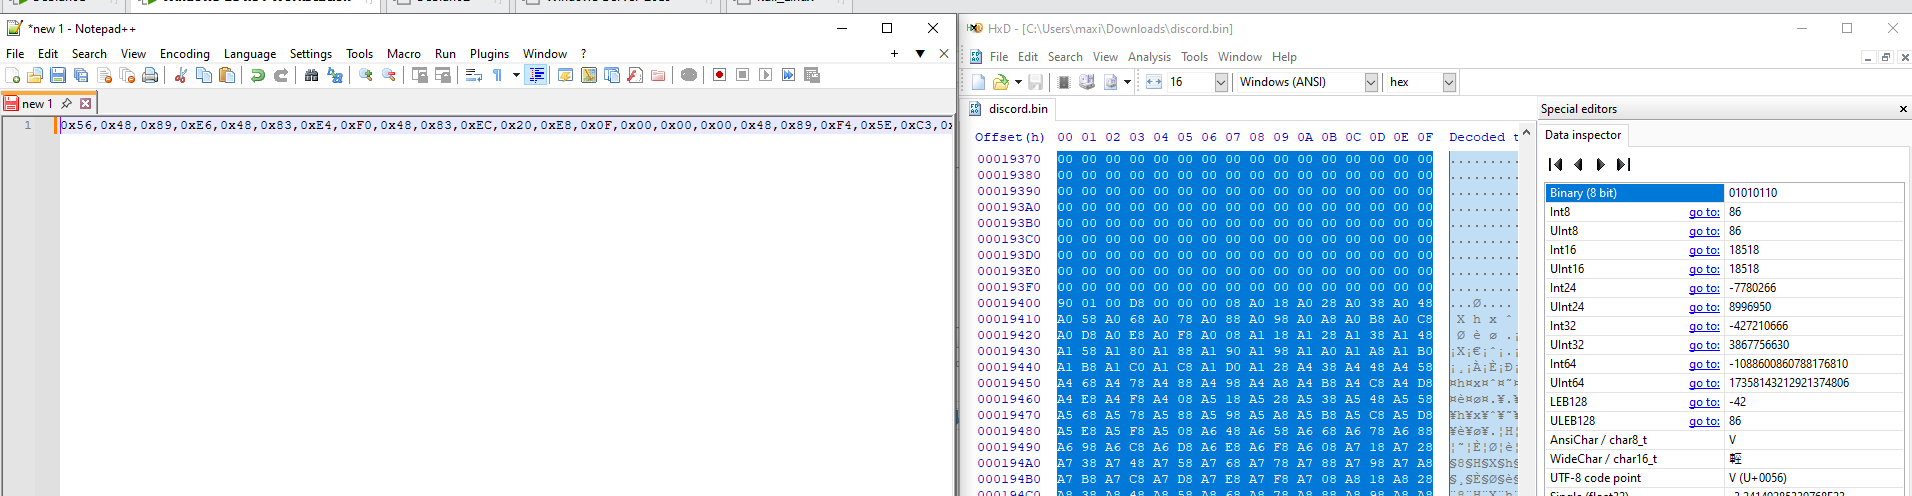 *new 1 - Notepad++
File Edit Search View Encoding Language Settings Tools Macro Run Plugins Window ?
new 1
1 0x56,0x48,0x89,0xE6,0x48,0x83,0xE4,0xF0,0x48,0x83,0xEC,0x20,0xE8,0x0F,0x00,0x00,0x00,0x48,0x89,0xF4,0x5E,0xC3,0x
HxD - [C:\Users\maxi\Downloads\discord.bin]
File Edit Search View Analysis Tools Window Help
16 Windows (ANSI) hex
discord.bin
Offset(h) 00 01 02 03 04 05 06 07 08 09 0A 0B 0C 0D 0E 0F Decoded t
00019370 00 00 00 00 00 00 00 00 00 00 00 00 00 00 00 00 ........
00019380 00 00 00 00 00 00 00 00 00 00 00 00 00 00 00 00 ........
00019390 00 00 00 00 00 00 00 00 00 00 00 00 00 00 00 00 ........
000193A0 00 00 00 00 00 00 00 00 00 00 00 00 00 00 00 00 ........
000193B0 00 00 00 00 00 00 00 00 00 00 00 00 00 00 00 00 ........
000193C0 00 00 00 00 00 00 00 00 00 00 00 00 00 00 00 00 ........
000193D0 00 00 00 00 00 00 00 00 00 00 00 00 00 00 00 00 ........
000193E0 00 00 00 00 00 00 00 00 00 00 00 00 00 00 00 00 ........
000193F0 00 00 00 00 00 00 00 00 00 00 00 00 00 00 00 00 ........
00019400 90 01 00 D8 00 00 00 08 A0 18 A0 28 A0 38 A0 48 ...Ø....
00019410 A0 58 A0 68 A0 78 A0 88 A0 98 A0 A8 A0 B8 A0 C8 X h x ˆ
00019420 A0 D8 A0 E8 A0 F8 A0 08 A1 18 A1 28 A1 38 A1 48 Ø è ø .¡
00019430 A1 58 A1 80 A1 88 A1 90 A1 98 A1 A0 A1 A8 A1 B0 ¡X¡€¡ˆ¡.¡
00019440 A1 B8 A1 C0 A1 C8 A1 D0 A1 28 A4 38 A4 48 A4 58 ¡¸¡À¡È¡Ð¡
00019450 A4 68 A4 78 A4 88 A4 98 A4 A8 A4 B8 A4 C8 A4 D8 ¤h¤x¤ˆ¤˜¤
00019460 A4 E8 A4 F8 A4 08 A5 18 A5 28 A5 38 A5 48 A5 58 ¤è¤ø¤.¥.¥
00019470 A5 68 A5 78 A5 88 A5 98 A5 A8 A5 B8 A5 C8 A5 D8 ¥h¥x¥ˆ¥˜¥
00019480 A5 E8 A5 F8 A5 08 A6 48 A6 58 A6 68 A6 78 A6 88 ¥è¥ø¥.¦H¦
00019490 A6 98 A6 C8 A6 D8 A6 E8 A6 F8 A6 08 A7 18 A7 28 ¦˜¦È¦Ø¦è¦
000194A0 A7 38 A7 48 A7 58 A7 68 A7 78 A7 88 A7 98 A7 A8 §8§H§X§h§
000194B0 A7 B8 A7 C8 A7 D8 A7 E8 A7 F8 A7 08 A8 18 A8 28 §¸§È§Ø§è§
Special editors
Data inspector
Binary (8 bit) 01010110
Int8 go to: 86
UInt8 go to: 86
Int16 go to: 18518
UInt16 go to: 18518
Int24 go to: -7780266
UInt24 go to: 8996950
Int32 go to: -427210666
UInt32 go to: 3867756630
Int64 go to: -1088600860788176810
UInt64 go to: 17358143212921374806
LEB128 go to: -42
ULEB128 go to: 86
AnsiChar / char8_t V
WideChar / char16_t
UTF-8 code point V (U+0056)